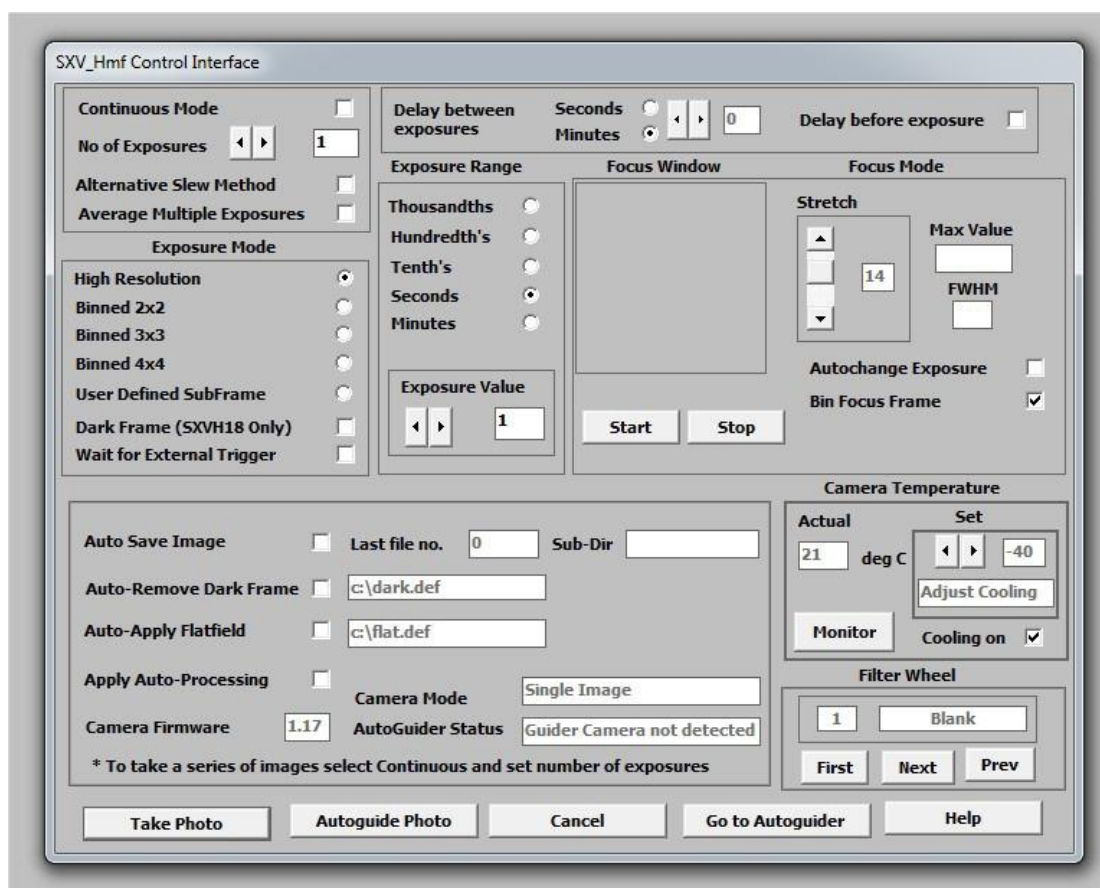 SXV_Hmf Control Interface
Continuous Mode
No of Exposures 1
Alternative Slew Method
Average Multiple Exposures
Delay between exposures Seconds Minutes 0 Delay before exposure
Exposure Mode
High Resolution
Binned 2x2
Binned 3x3
Binned 4x4
User Defined SubFrame
Dark Frame (SXVH18 Only)
Wait for External Trigger
Exposure Range
Thousandths
Hundredth's
Tenth's
Seconds
Minutes
Exposure Value
1
Focus Window
Start Stop
Focus Mode
Stretch
14
Max Value
FWHM
Autochange Exposure
Bin Focus Frame
Auto Save Image Last file no. 0 Sub-Dir
Auto-Remove Dark Frame c:\dark.def
Auto-Apply Flatfield c:\flat.def
Apply Auto-Processing
Camera Mode Single Image
Camera Firmware 1.17 AutoGuider Status Guider Camera not detected
* To take a series of images select Continuous and set number of exposures
Camera Temperature
Actual Set
21 deg C -40
Adjust Cooling
Monitor Cooling on
Filter Wheel
1 Blank
First Next Prev
Take Photo Autoguide Photo Cancel Go to Autoguider Help